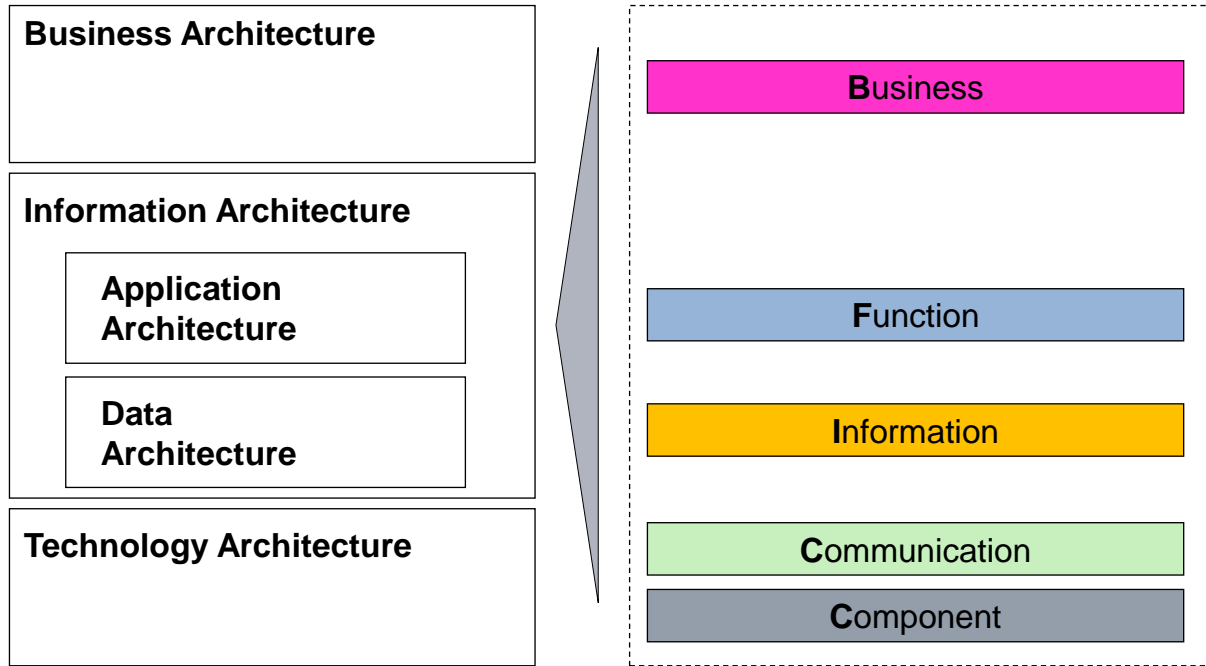 Business Architecture
Information Architecture
Application
Architecture
Data
Architecture
Technology Architecture
Business
Function
Information
Communication
Component